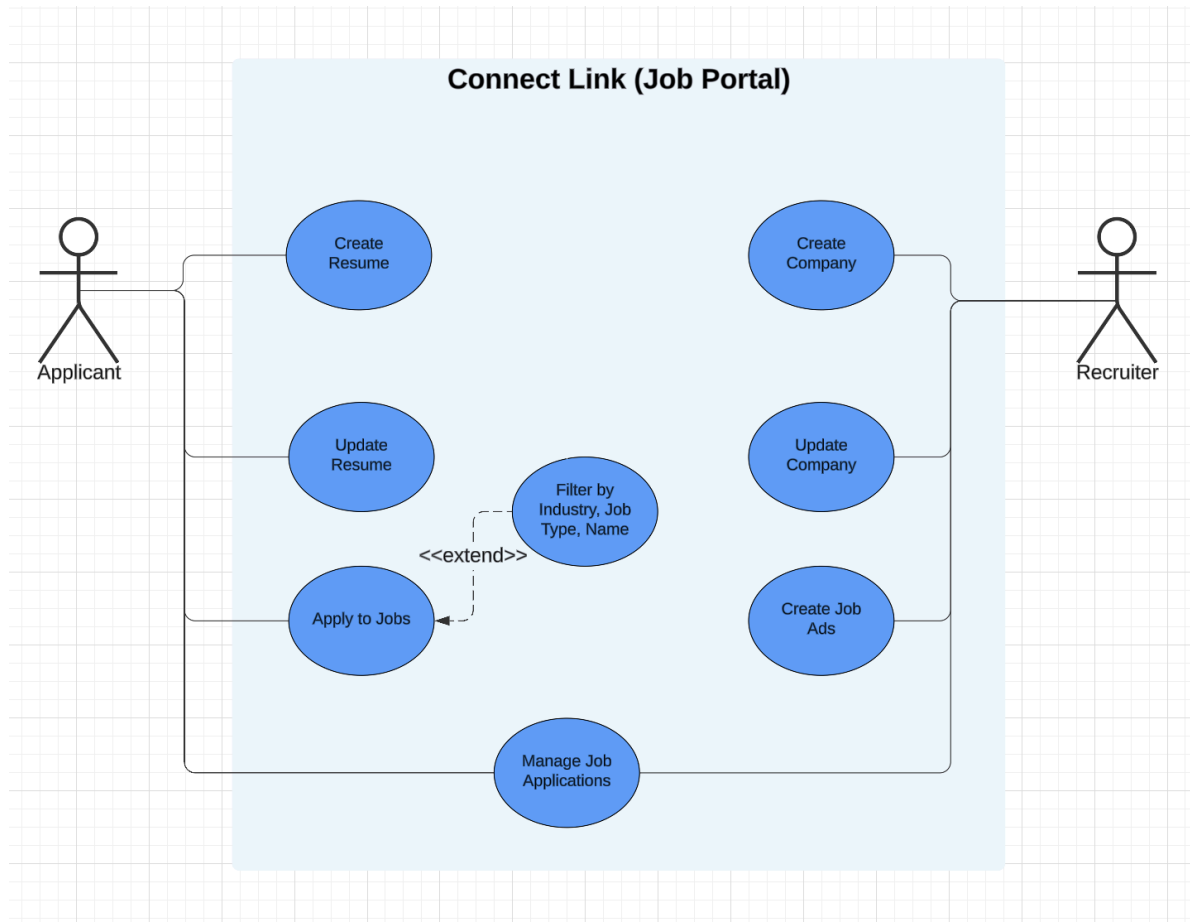 Connect Link (Job Portal)
Create
Resume
Create
Company
Applicant
Recruiter
Update
Resume
Update
Company
Filter by
Industry, Job
Type, Name
<<extend>>
Apply to Jobs
Create Job
Ads
Manage Job
Applications